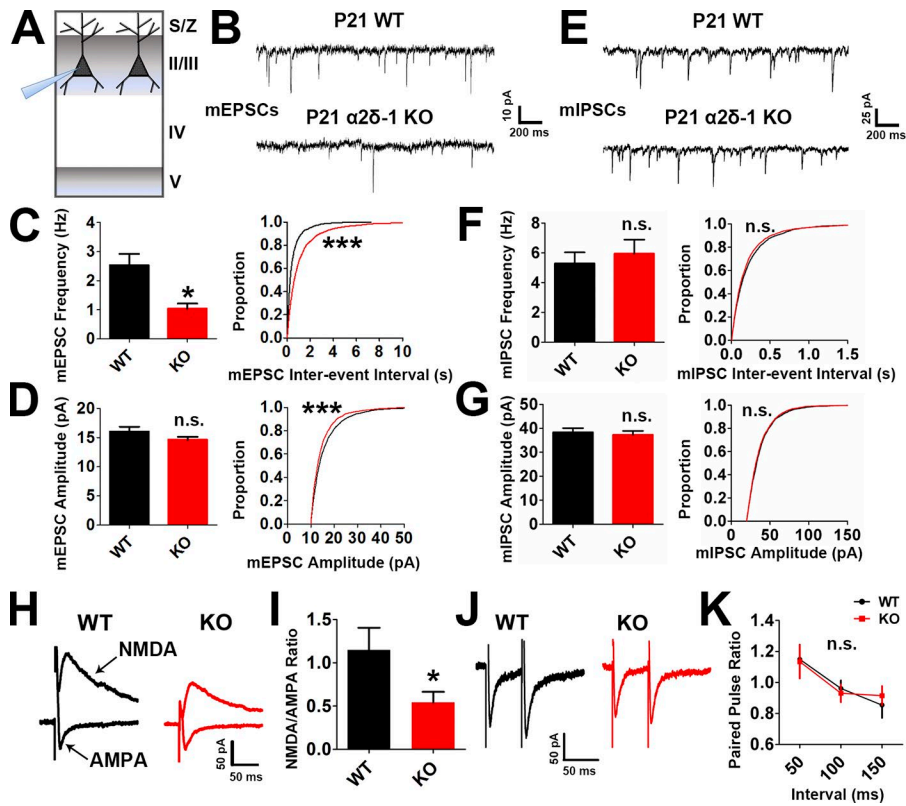 A
S/Z
II/III
IV
V
B
P21 WT
mEPSCs
P21 α2δ-1 KO
10 pA
200 ms
E
P21 WT
mIPSCs
P21 α2δ-1 KO
25 pA
200 ms
C
mEPSC Frequency (Hz)
4
3
2
1
0
*
WT
KO
Proportion
1.0
0.8
0.6
0.4
0.2
0.0
***
0 2 4 6 8 10
mEPSC Inter-event Interval (s)
F
mIPSC Frequency (Hz)
8
6
4
2
0
n.s.
WT
KO
Proportion
1.0
0.8
0.6
0.4
0.2
0.0
n.s.
0.0 0.5 1.0 1.5
mIPSC Inter-event Interval (s)
D
mEPSC Amplitude (pA)
20
15
10
5
0
n.s.
WT
KO
Proportion
1.0
0.8
0.6
0.4
0.2
0.0
***
0 10 20 30 40 50
mEPSC Amplitude (pA)
G
mIPSC Amplitude (pA)
50
40
30
20
10
0
n.s.
WT
KO
Proportion
1.0
0.8
0.6
0.4
0.2
0.0
n.s.
0 50 100 150
mIPSC Amplitude (pA)
H
WT
KO
NMDA
AMPA
50 pA
50 ms
I
NMDA/AMPA Ratio
1.5
1.0
0.5
0.0
*
WT
KO
J
WT
KO
50 pA
50 ms
K
WT
KO
Paired Pulse Ratio
1.4
1.2
1.0
0.8
0.6
n.s.
50
100
150
Interval (ms)